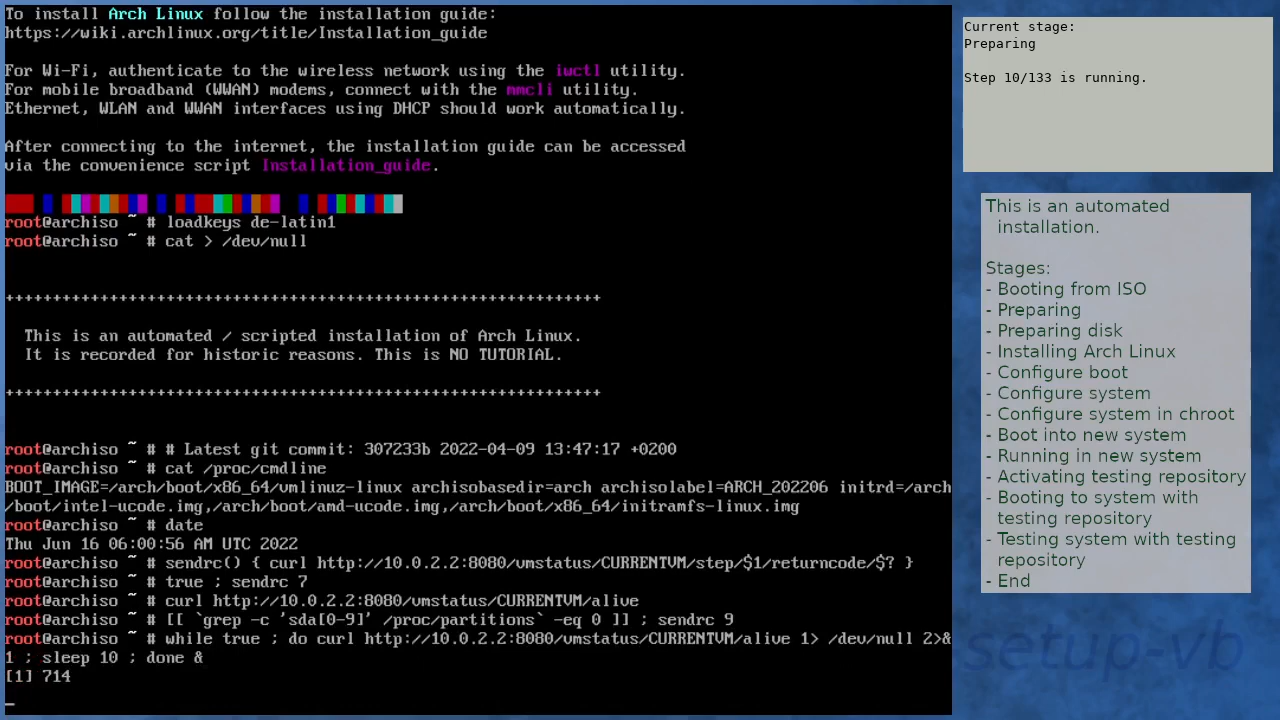 To install Arch Linux follow the installation guide:
https://wiki.archlinux.org/title/Installation_guide
For Wi-Fi, authenticate to the wireless network using the iwctl utility.
For mobile broadband (WWAN) modems, connect with the mmcli utility.
Ethernet, WLAN and WWAN interfaces using DHCP should work automatically.
After connecting to the internet, the installation guide can be accessed
via the convenience script Installation_guide.
root@archiso ~ # loadkeys de-latin1
root@archiso ~ # cat > /dev/null
+++++++++++++++++++++++++++++++++++++++++++++++++++++++++++++++
This is an automated / scripted installation of Arch Linux.
It is recorded for historic reasons. This is NO TUTORIAL.
+++++++++++++++++++++++++++++++++++++++++++++++++++++++++++++++
root@archiso ~ # # Latest git commit: 307233b 2022-04-09 13:47:17 +0200
root@archiso ~ # cat /proc/cmdline
BOOT_IMAGE=/arch/boot/x86_64/vmlinuz-linux archisobasedir=arch archisolabel=ARCH_202206 initrd=/arch
/boot/intel-ucode.img,/arch/boot/amd-ucode.img,/arch/boot/x86_64/initramfs-linux.img
root@archiso ~ # date
Thu Jun 16 06:00:56 AM UTC 2022
root@archiso ~ # sendrc() { curl http://10.0.2.2:8080/vmstatus/CURRENTVM/step/$1/returncode/$? }
root@archiso ~ # true ; sendrc 7
root@archiso ~ # curl http://10.0.2.2:8080/vmstatus/CURRENTVM/alive
root@archiso ~ # [[ `grep -c 'sda[0-9]' /proc/partitions` -eq 0 ]] ; sendrc 9
root@archiso ~ # while true ; do curl http://10.0.2.2:8080/vmstatus/CURRENTVM/alive 1> /dev/null 2>&
1 ; sleep 10 ; done &
[1] 714
_
Current stage:
Preparing
Step 10/133 is running.
This is an automated
installation.
Stages:
- Booting from ISO
- Preparing
- Preparing disk
- Installing Arch Linux
- Configure boot
- Configure system
- Configure system in chroot
- Boot into new system
- Running in new system
- Activating testing repository
- Booting to system with
testing repository
- Testing system with testing
repository
- End
setup-vb